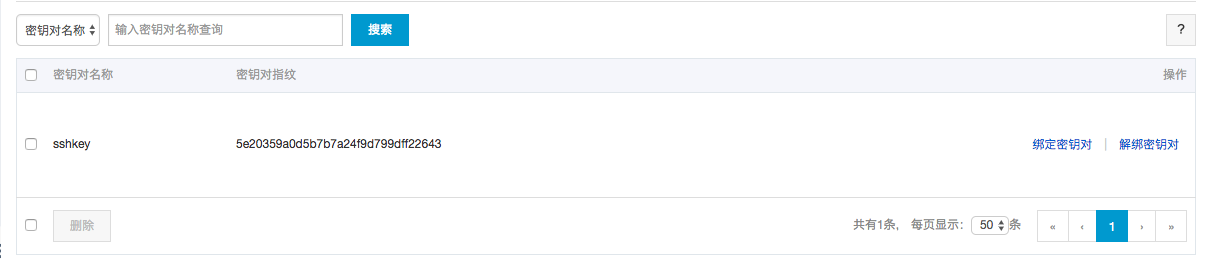 密钥对名称 输入密钥对名称查询 搜索 ?
密钥对名称 密钥对指纹 操作
sshkey 5e20359a0d5b7b7a24f9d799dff22643 绑定密钥对 | 解绑密钥对
删除 共有1条， 每页显示： 50 条 « ‹ 1 › »